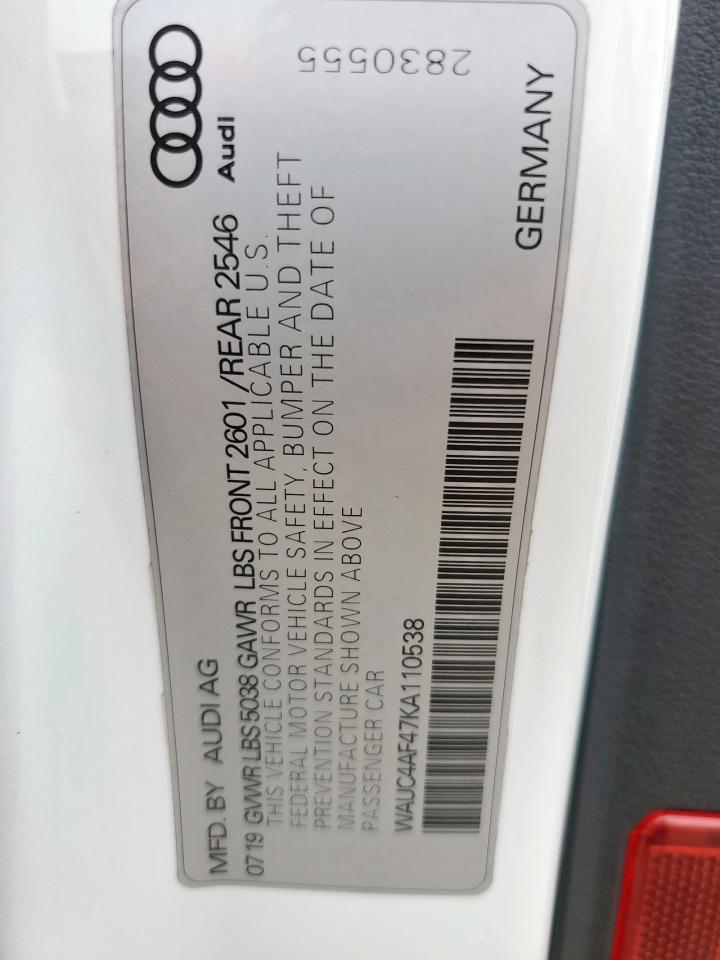 MFD. BY AUDI AG
0719 GVWR LBS 5038 GAWR LBS FRONT 2601 /REAR 2546
THIS VEHICLE CONFORMS TO ALL APPLICABLE U.S.
FEDERAL MOTOR VEHICLE SAFETY, BUMPER AND THEFT
PREVENTION STANDARDS IN EFFECT ON THE DATE OF
MANUFACTURE SHOWN ABOVE
PASSENGER CAR
WAUC4AF47KA110538
Audi
GERMANY
2830555